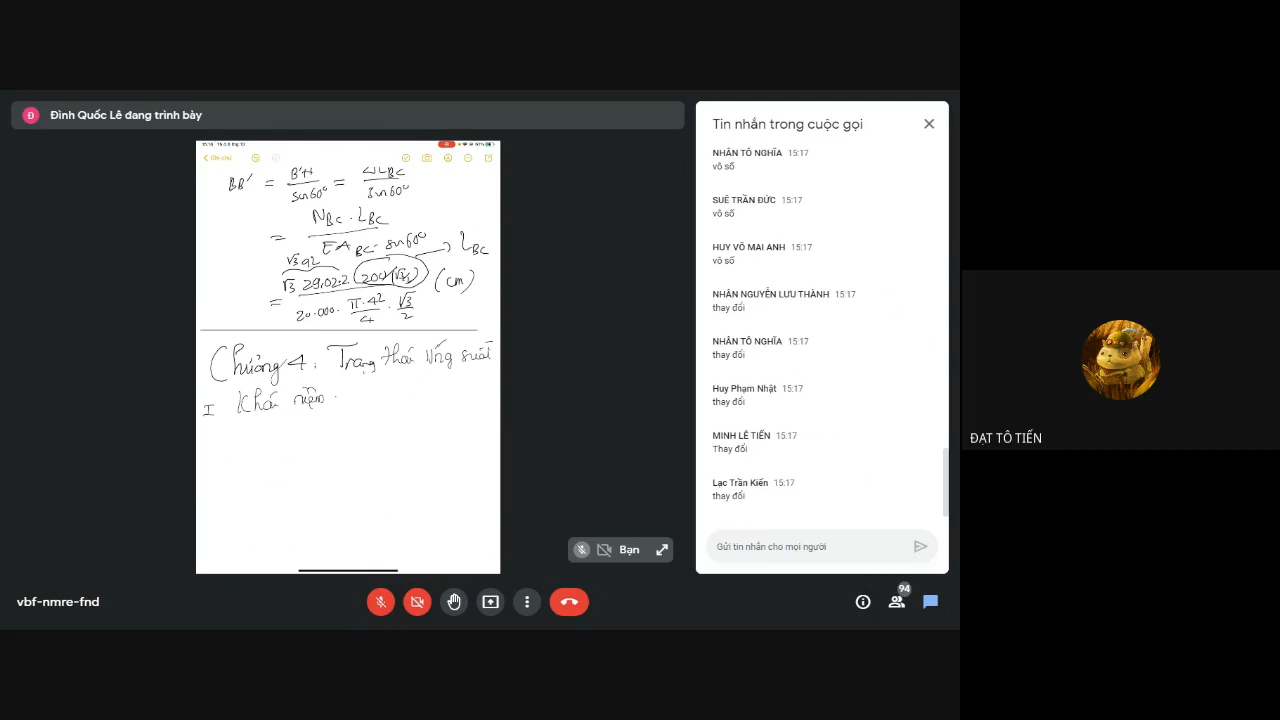 Đình Quốc Lê đang trình bày
Ghi chú
BB' = B'H / sin60° = ΔL_BC / sin60°
= N_BC · L_BC / EA_BC · sin60° → L_BC
√3 qL
= √3 · 29,02 · 2 / 20.000 · π·4²/4 · √3/2 (cm)
Chương 4: Trạng thái Ứng suất
I Khái niệm
Tin nhắn trong cuộc gọi
NHÂN TÔ NGHĨA 15:17
vô số
SUÊ TRẦN ĐỨC 15:17
vô số
HUY VÕ MAI ANH 15:17
vô số
NHÂN NGUYỄN LƯU THÀNH 15:17
thay đổi
NHÂN TÔ NGHĨA 15:17
thay đổi
Huy Phạm Nhật 15:17
thay đổi
MINH LÊ TIẾN 15:17
Thay đổi
Lạc Trần Kiến 15:17
thay đổi
Gửi tin nhắn cho mọi người
Bạn
ĐẠT TÔ TIẾN
vbf-nmre-fnd
94
Đ